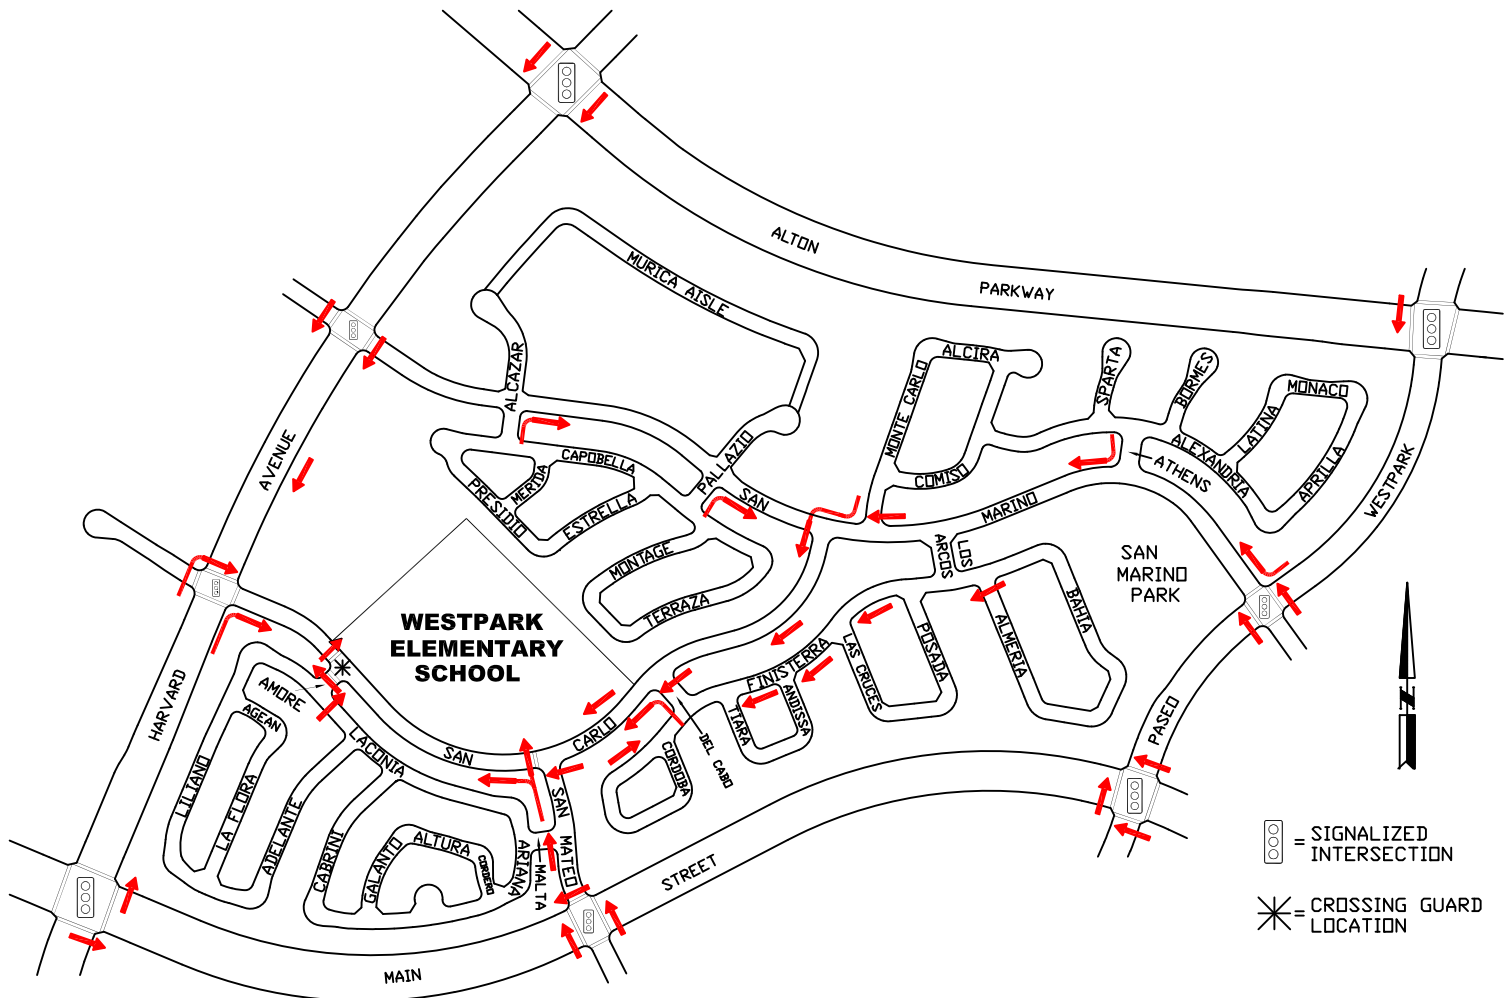 ALTON
PARKWAY
MURICA AISLE
ALCAZAR
ALCIRA
MONTE CARLO
SPARTA
BORMES
MONACO
LATINA
ALEXANDRIA
APRILLA
WESTPARK
AVENUE
CAPOBELLA
MERYDA
PRESIDIO
ESTRELLA
PALLAZIO
SAN
COMISO
MARINO
ATHENS
MONTAGE
TERRAZA
LOS
ARCOS
SAN
MARINO
PARK
BAHIA
ALMERIA
POSADA
LAS CRUCES
FINISTERRA
ANDISSA
TIARA
WESTPARK
ELEMENTARY
SCHOOL
HARVARD
AMORE
AGEAN
LILIANO
LA FLORA
ADELANTE
LACONIA
SAN
CARLO
CORDOBA
DEL CABO
PASEO
CABRINI
GALANTO
ALTURA
CORDERO
ARIANA
MALTA
SAN
MATEO
STREET
MAIN
N
= SIGNALIZED
INTERSECTION
= CROSSING GUARD
LOCATION